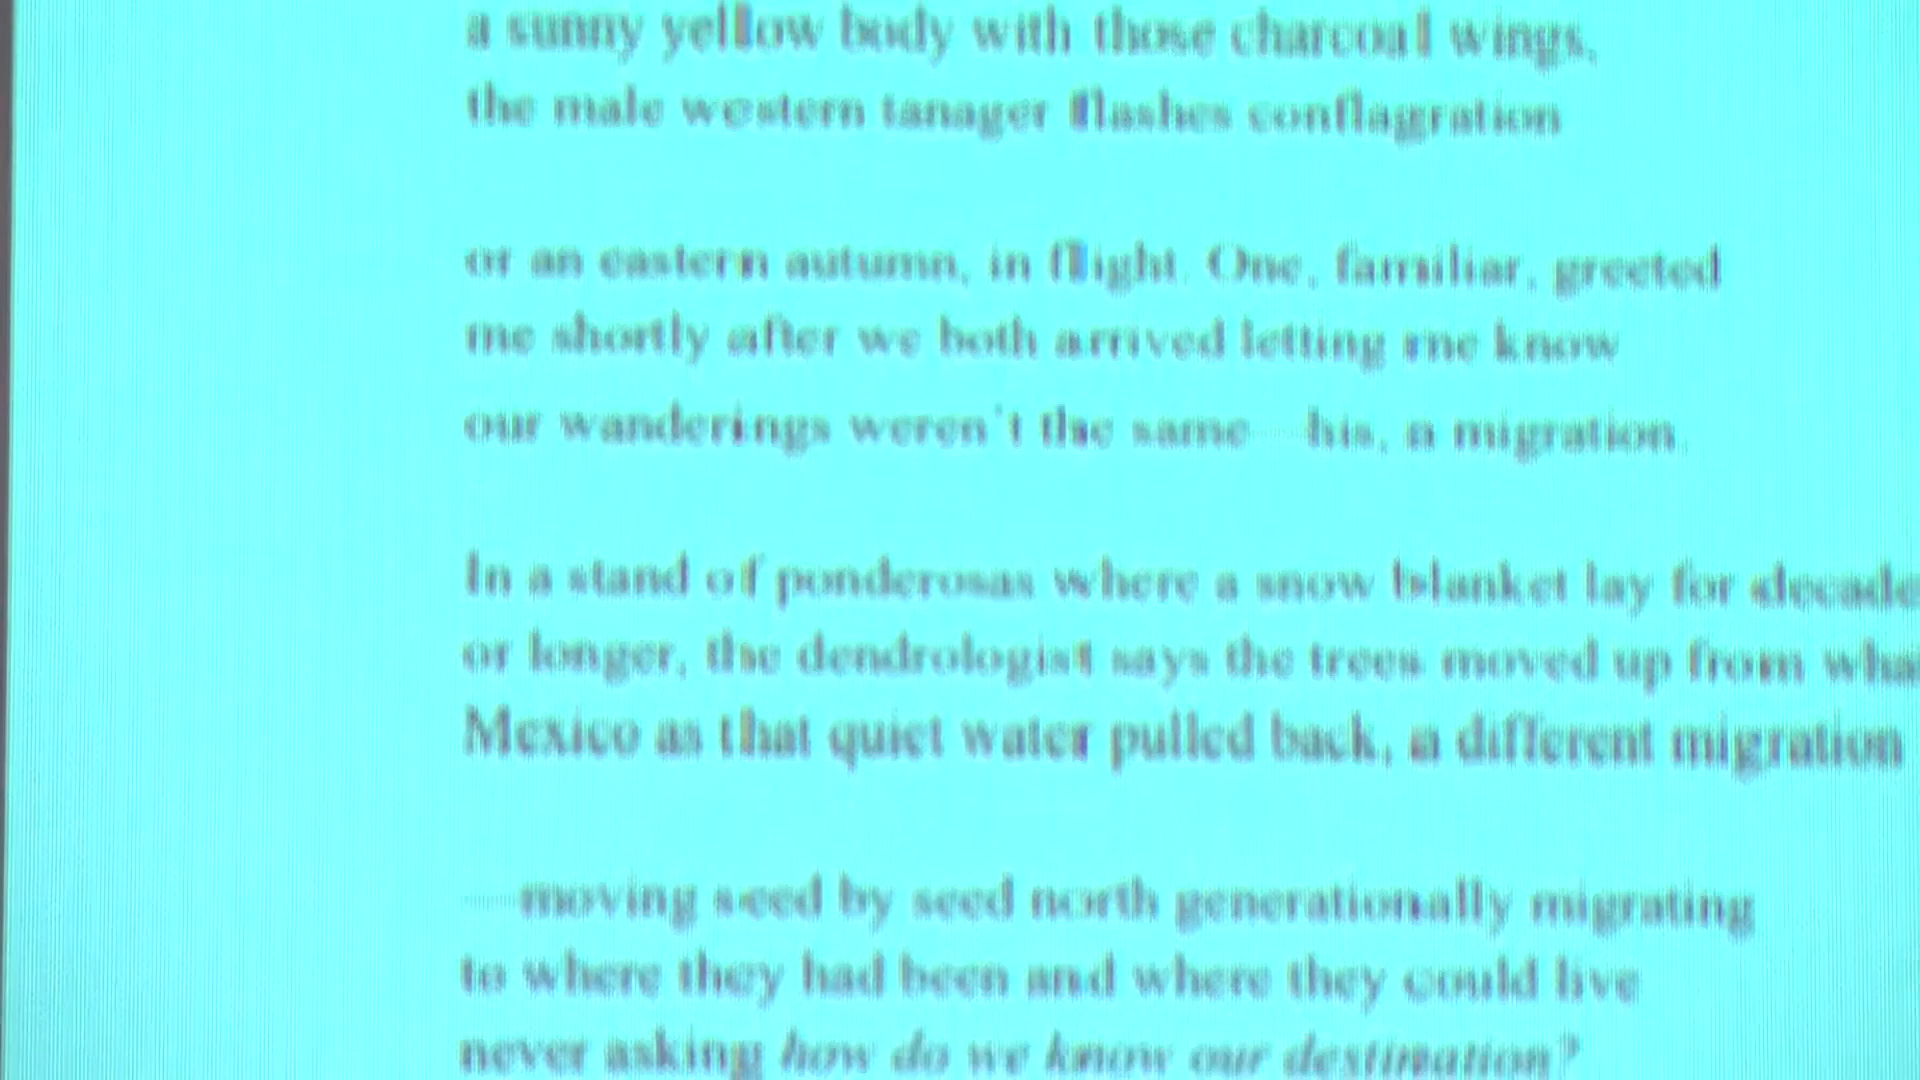 a sunny yellow body with those charcoal wings,
the male western tanager flashes conflagration
or an eastern autumn, in flight. One, familiar, greeted
me shortly after we both arrived letting me know
our wanderings weren't the same—his, a migration.
In a stand of ponderosas where a snow blanket lay for decade
or longer, the dendrologist says the trees moved up from wha
Mexico as that quiet water pulled back, a different migration
—moving seed by seed north generationally migrating
to where they had been and where they could live
never asking how do we know our destination?